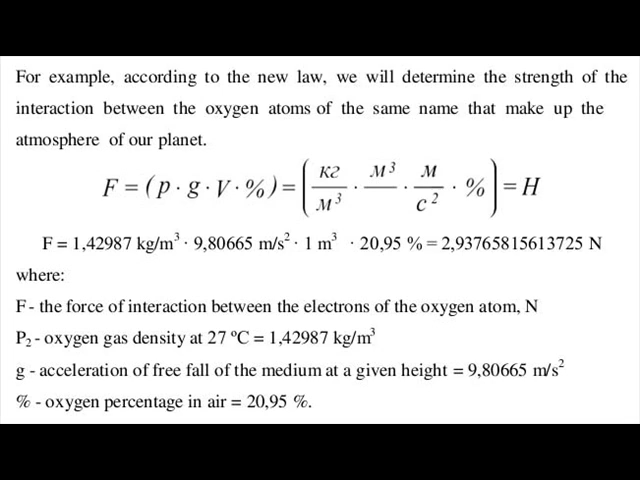 For example, according to the new law, we will determine the strength of the
interaction between the oxygen atoms of the same name that make up the
atmosphere of our planet.
F = (p · g · V · %) = ( кг/м³ · м³/ · м/с² · % ) = H
F = 1,42987 kg/m³ · 9,80665 m/s² · 1 m³ · 20,95 % = 2,93765815613725 N
where:
F - the force of interaction between the electrons of the oxygen atom, N
P₂ - oxygen gas density at 27 ºC = 1,42987 kg/m³
g - acceleration of free fall of the medium at a given height = 9,80665 m/s²
% - oxygen percentage in air = 20,95 %.